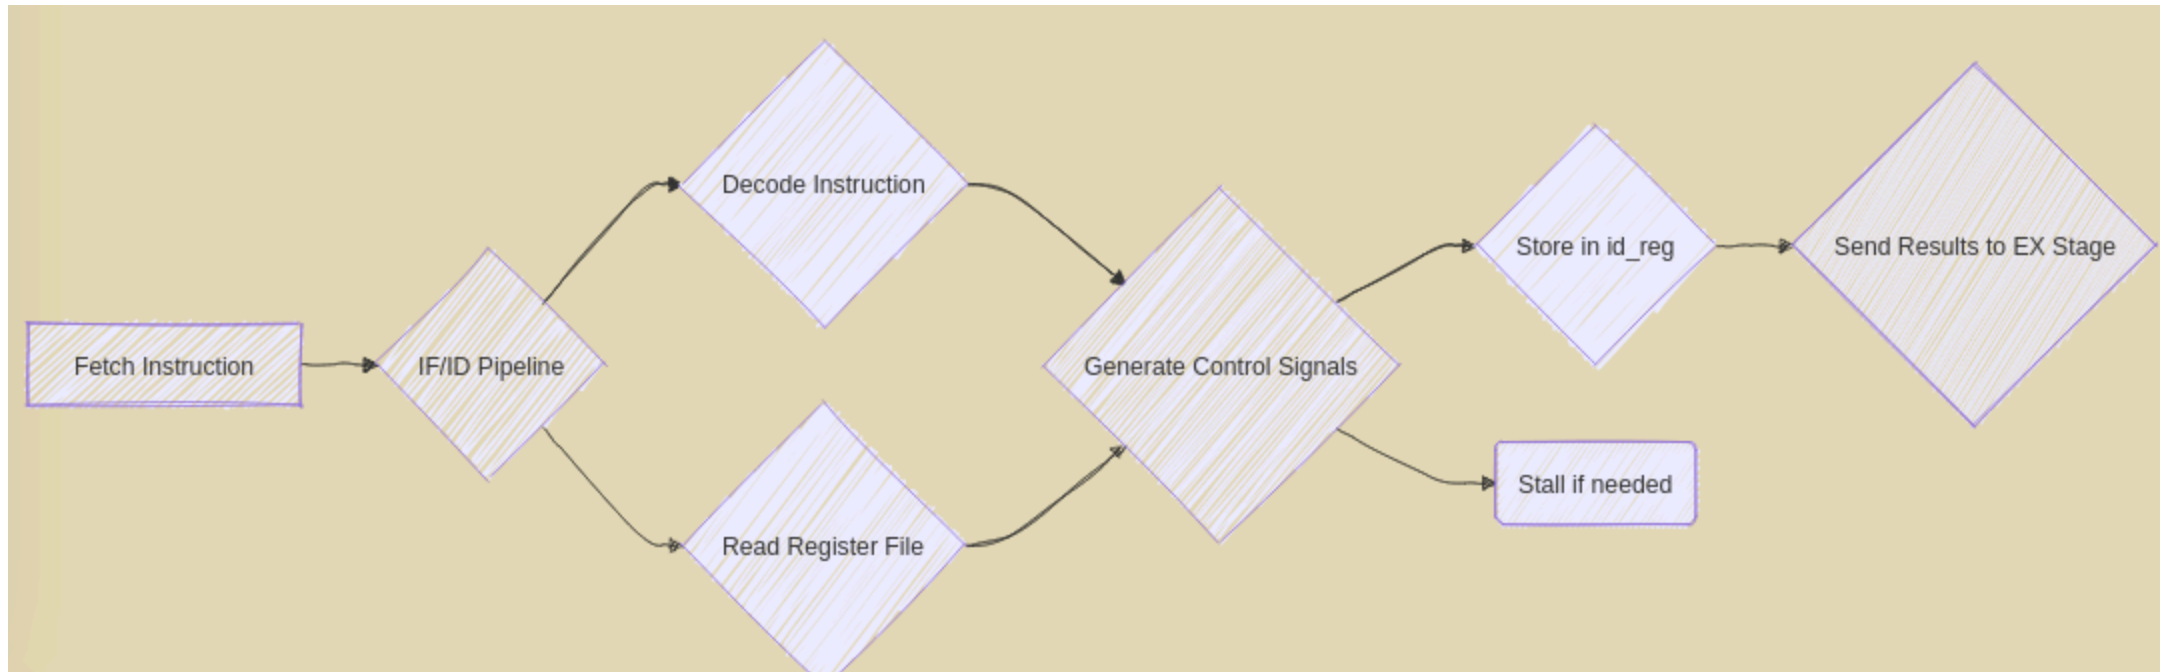 Fetch Instruction
IF/ID Pipeline
Decode Instruction
Read Register File
Generate Control Signals
Store in id_reg
Stall if needed
Send Results to EX Stage